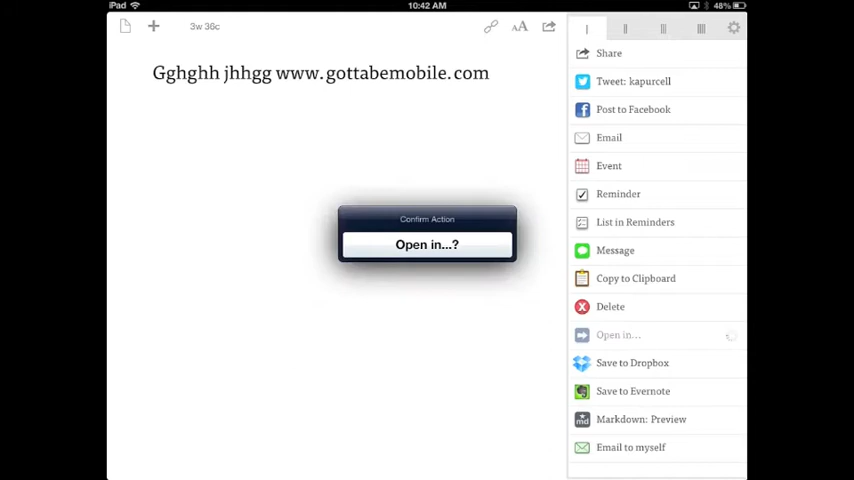 iPad 10:42 AM 48%
3w 36c AA
Gghghh jhhgg www.gottabemobile.com
Confirm Action
Open in...?
Share
Tweet: kapurcell
Post to Facebook
Email
Event
Reminder
List in Reminders
Message
Copy to Clipboard
Delete
Open in...
Save to Dropbox
Save to Evernote
md Markdown: Preview
Email to myself